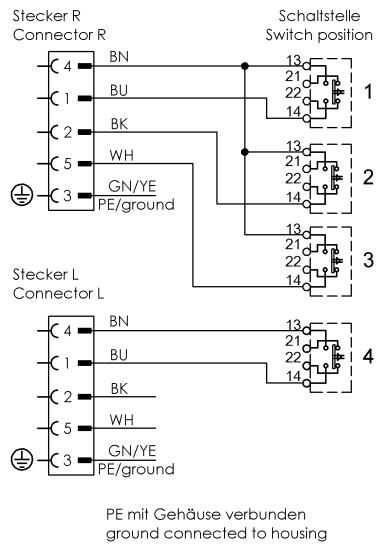 Stecker R
Connector R
Schaltstelle
Switch position
4 BN
1 BU
2 BK
5 WH
3 GN/YE
PE/ground
13
21
22
14
1
13
21
22
14
2
13
21
22
14
3
Stecker L
Connector L
4 BN
1 BU
2 BK
5 WH
3 GN/YE
PE/ground
13
21
22
14
4
PE mit Gehäuse verbunden
ground connected to housing